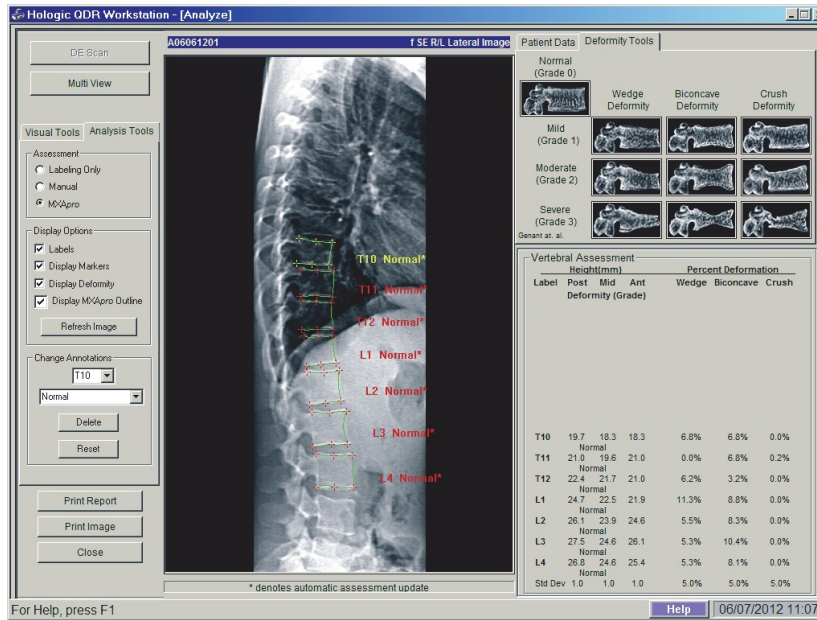 Hologic QDR Workstation - [Analyze]
DE Scan
Multi View
Visual Tools Analysis Tools
Assessment
Labeling Only
Manual
MXApro
Display Options
Labels
Display Markers
Display Deformity
Display MXApro Outline
Refresh Image
Change Annotations
T10
Normal
Delete
Reset
Print Report
Print Image
Close
A06061201 f SE R/L Lateral Image
T10 Normal*
T11 Normal*
T12 Normal*
L1 Normal*
L2 Normal*
L3 Normal*
L4 Normal*
* denotes automatic assessment update
Patient Data Deformity Tools
Normal
(Grade 0)
Wedge Deformity
Biconcave Deformity
Crush Deformity
Mild
(Grade 1)
Moderate
(Grade 2)
Severe
(Grade 3)
Genant at. al.
Vertebral Assessment
Height(mm) Percent Deformation
Label Post Mid Ant Wedge Biconcave Crush
Deformity (Grade)
T10 19.7 18.3 18.3 6.8% 6.8% 0.0%
Normal
T11 21.0 19.6 21.0 0.0% 6.8% 0.2%
Normal
T12 22.4 21.7 21.0 6.2% 3.2% 0.0%
Normal
L1 24.7 22.5 21.9 11.3% 8.8% 0.0%
Normal
L2 26.1 23.9 24.6 5.5% 8.3% 0.0%
Normal
L3 27.5 24.6 26.1 5.3% 10.4% 0.0%
Normal
L4 26.8 24.6 25.4 5.3% 8.1% 0.0%
Normal
Std Dev 1.0 1.0 1.0 5.0% 5.0% 5.0%
For Help, press F1
Help
06/07/2012 11:07